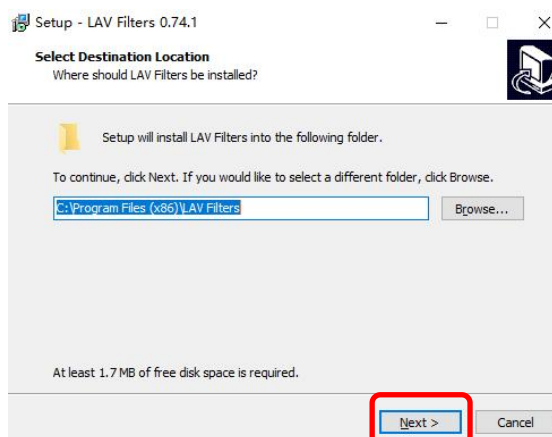 Setup - LAV Filters 0.74.1
Select Destination Location
Where should LAV Filters be installed?
Setup will install LAV Filters into the following folder.
To continue, click Next. If you would like to select a different folder, click Browse.
C:\Program Files (x86)\LAV Filters
Browse...
At least 1.7 MB of free disk space is required.
Next >
Cancel